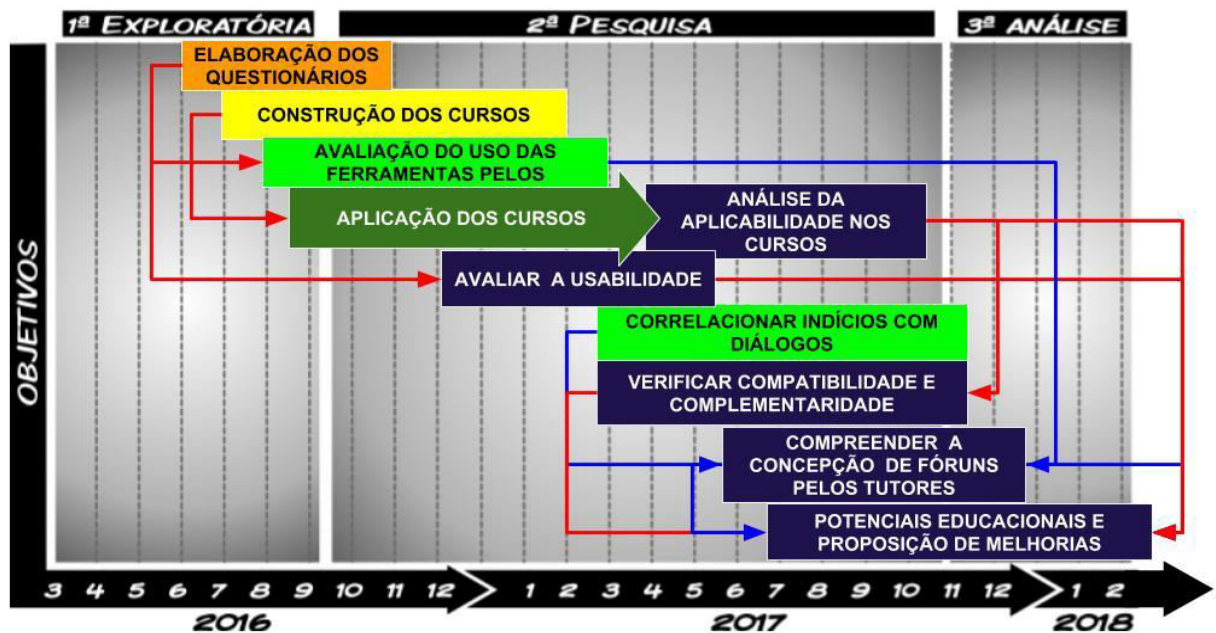 1ª EXPLORATÓRIA
2ª PESQUISA
3ª ANÁLISE
ELABORAÇÃO DOS
QUESTIONÁRIOS
CONSTRUÇÃO DOS CURSOS
AVALIAÇÃO DO USO DAS
FERRAMENTAS PELOS
APLICAÇÃO DOS CURSOS
ANÁLISE DA
APLICABILIDADE NOS
CURSOS
AVALIAR A USABILIDADE
CORRELACIONAR INDÍCIOS COM
DIÁLOGOS
VERIFICAR COMPATIBILIDADE E
COMPLEMENTARIDADE
COMPREENDER A
CONCEPÇÃO DE FÓRUNS
PELOS TUTORES
POTENCIAIS EDUCACIONAIS E
PROPOSIÇÃO DE MELHORIAS
OBJETIVOS
3 4 5 6 7 8 9 10 11 12 1 2 3 4 5 6 7 8 9 10 11 12 1 2
2016 2017 2018